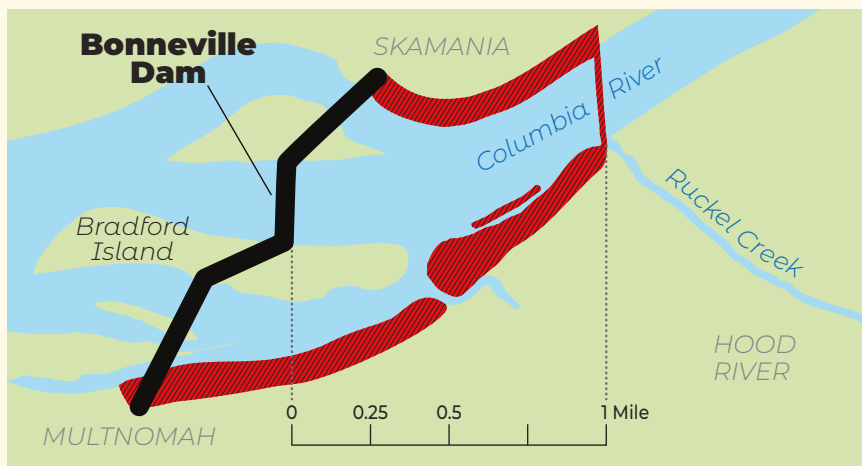 Bonneville
Dam
SKAMANIA
Columbia River
Bradford
Island
Ruckel Creek
HOOD
RIVER
MULTNOMAH
0 0.25 0.5 1 Mile